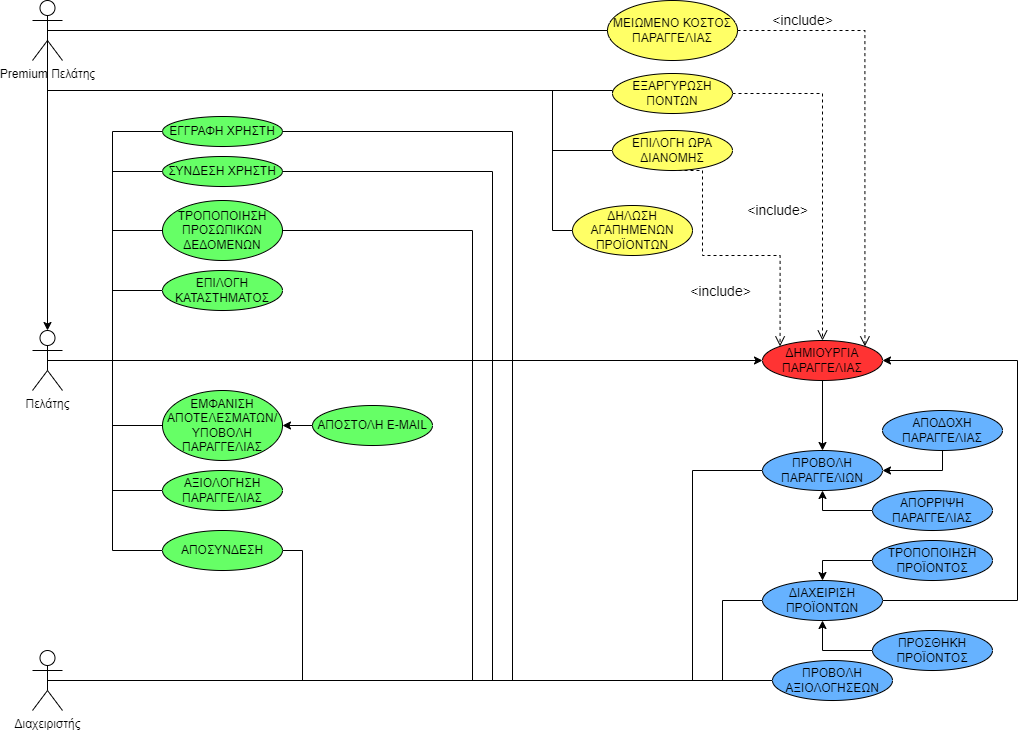 ΜΕΙΩΜΕΝΟ ΚΟΣΤΟΣ
ΠΑΡΑΓΓΕΛΙΑΣ
<include>
Premium Πελάτης
ΕΞΑΡΓΥΡΩΣΗ
ΠΟΝΤΩΝ
ΕΓΓΡΑΦΗ ΧΡΗΣΤΗ
ΕΠΙΛΟΓΗ ΩΡΑ
ΔΙΑΝΟΜΗΣ
ΣΥΝΔΕΣΗ ΧΡΗΣΤΗ
ΤΡΟΠΟΠΟΙΗΣΗ
ΠΡΟΣΩΠΙΚΩΝ
ΔΕΔΟΜΕΝΩΝ
ΔΗΛΩΣΗ
ΑΓΑΠΗΜΕΝΩΝ
ΠΡΟΪΟΝΤΩΝ
<include>
ΕΠΙΛΟΓΗ
ΚΑΤΑΣΤΗΜΑΤΟΣ
<include>
ΔΗΜΙΟΥΡΓΙΑ
ΠΑΡΑΓΓΕΛΙΑΣ
Πελάτης
ΕΜΦΑΝΙΣΗ
ΑΠΟΤΕΛΕΣΜΑΤΩΝ/
ΥΠΟΒΟΛΗ
ΠΑΡΑΓΓΕΛΙΑΣ
ΑΠΟΣΤΟΛΗ E-MAIL
ΑΠΟΔΟΧΗ
ΠΑΡΑΓΓΕΛΙΑΣ
ΠΡΟΒΟΛΗ
ΠΑΡΑΓΓΕΛΙΩΝ
ΑΞΙΟΛΟΓΗΣΗ
ΠΑΡΑΓΓΕΛΙΑΣ
ΑΠΟΡΡΙΨΗ
ΠΑΡΑΓΓΕΛΙΑΣ
ΑΠΟΣΥΝΔΕΣΗ
ΤΡΟΠΟΠΟΙΗΣΗ
ΠΡΟΪΟΝΤΟΣ
ΔΙΑΧΕΙΡΙΣΗ
ΠΡΟΪΟΝΤΩΝ
ΠΡΟΣΘΗΚΗ
ΠΡΟΪΟΝΤΟΣ
ΠΡΟΒΟΛΗ
ΑΞΙΟΛΟΓΗΣΕΩΝ
Διαχειριστής